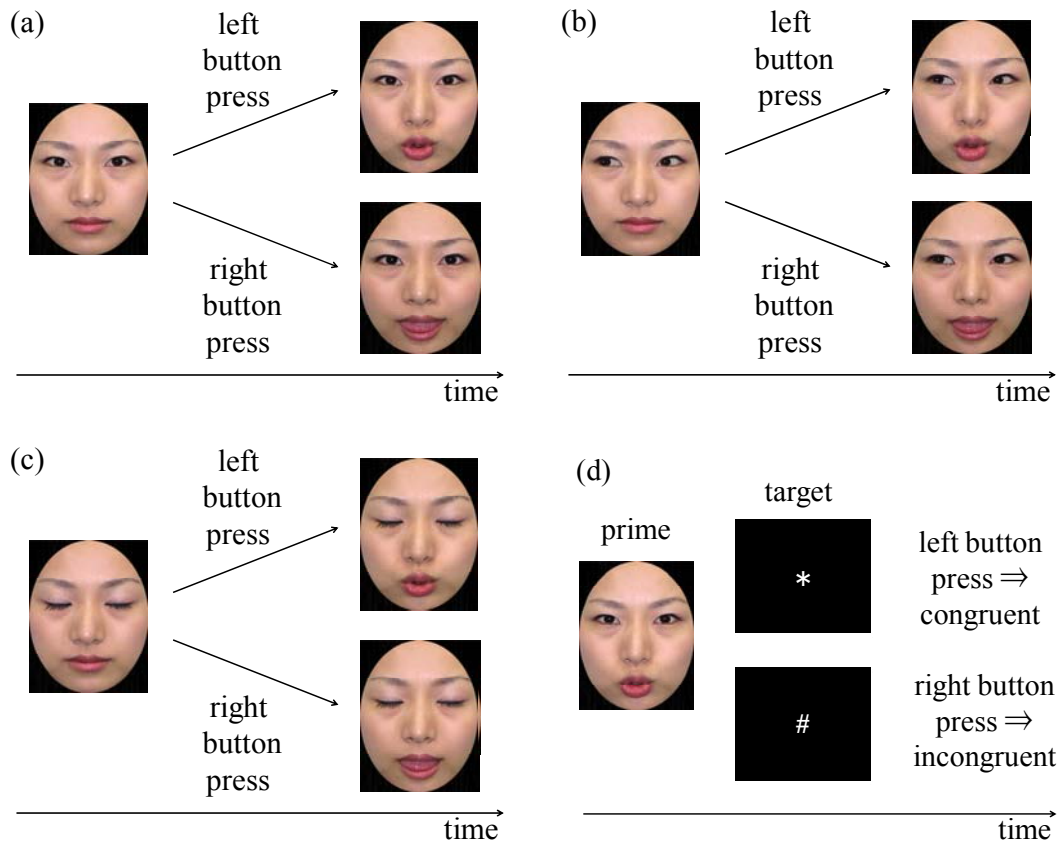 (a)
left
button
press
right
button
press
time
(b)
left
button
press
right
button
press
time
(c)
left
button
press
right
button
press
time
(d)
target
prime
*
left button
press ⇒
congruent
#
right button
press ⇒
incongruent
time